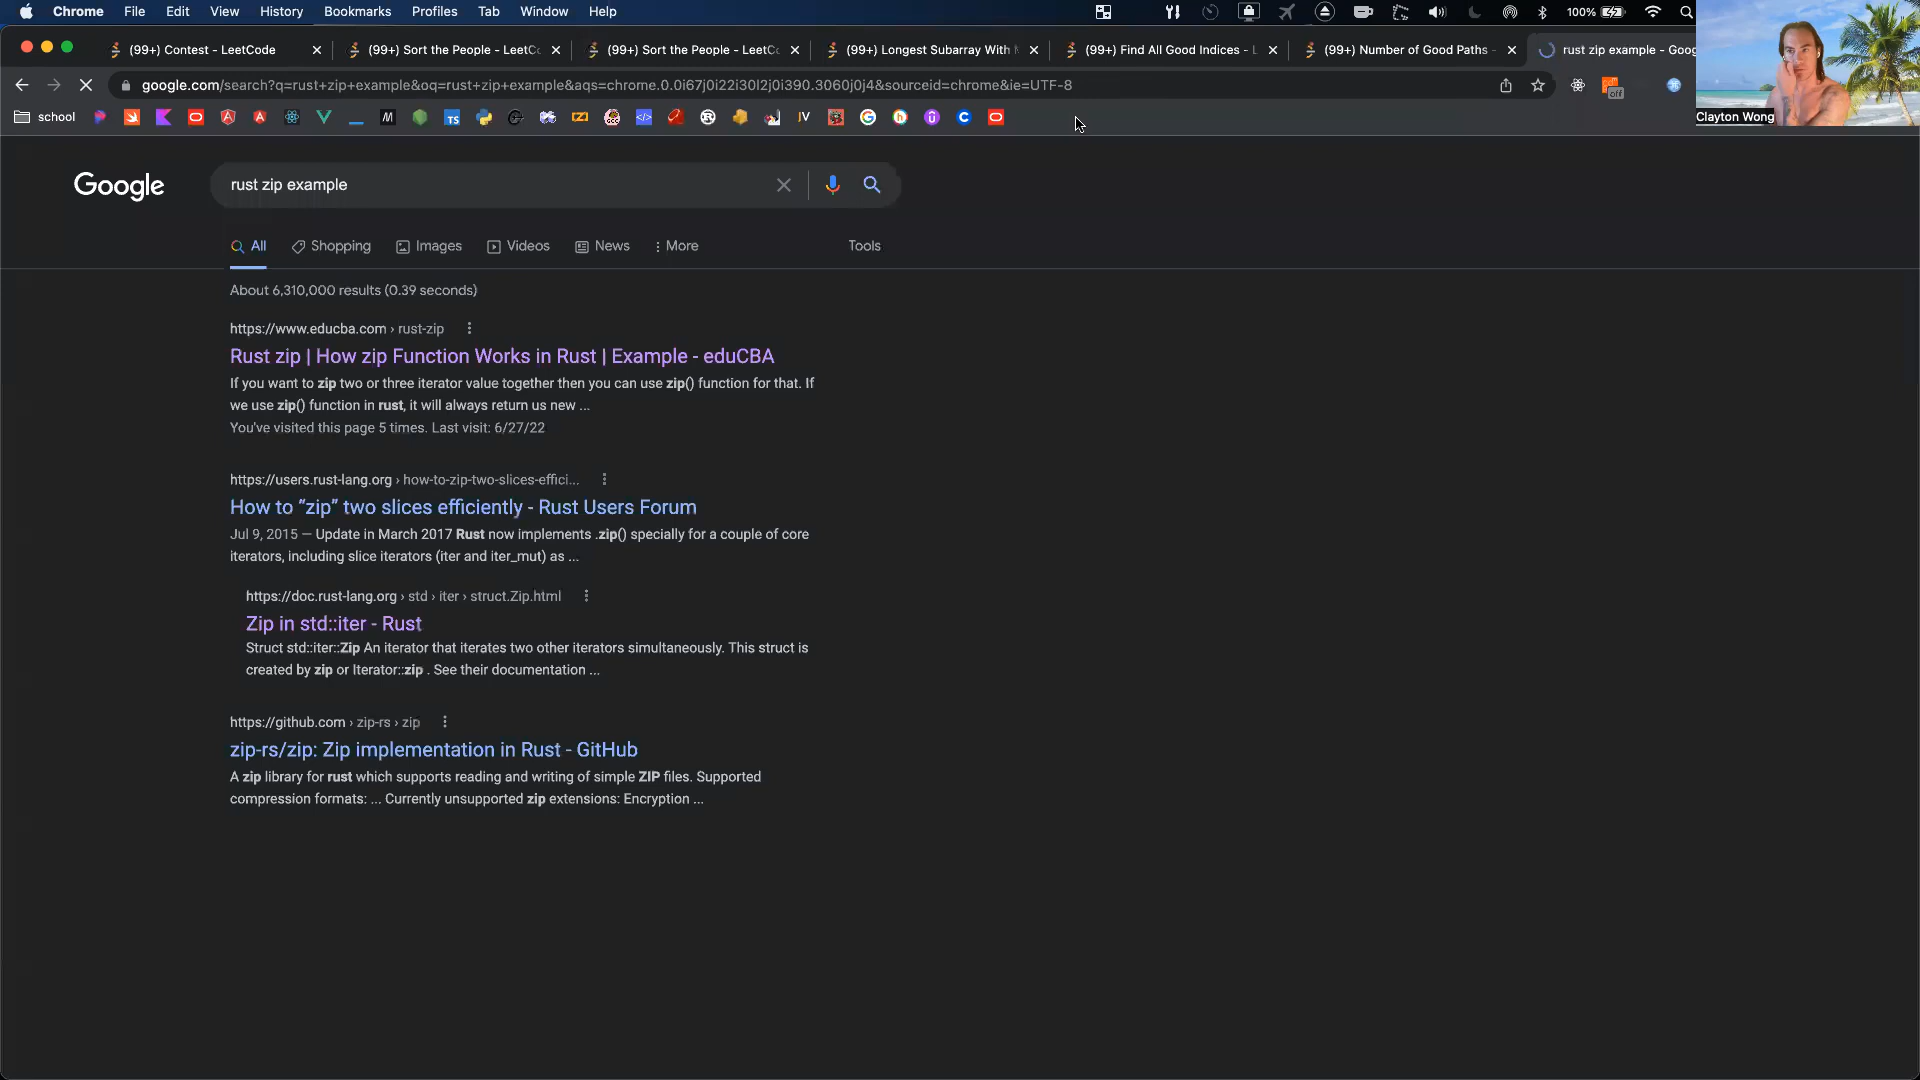 Chrome File Edit View History Bookmarks Profiles Tab Window Help 100%
(99+) Contest - LeetCode (99+) Sort the People - LeetC (99+) Sort the People - LeetC (99+) Longest Subarray With (99+) Find All Good Indices - L (99+) Number of Good Paths - rust zip example - Goog
google.com/search?q=rust+zip+example&oq=rust+zip+example&aqs=chrome.0.0i67j0i22i30l2j0i390.3060j0j4&sourceid=chrome&ie=UTF-8
off
school
Clayton Wong
Google rust zip example
All Shopping Images Videos News More Tools
About 6,310,000 results (0.39 seconds)
https://www.educba.com › rust-zip
Rust zip | How zip Function Works in Rust | Example - eduCBA
If you want to zip two or three iterator value together then you can use zip() function for that. If
we use zip() function in rust, it will always return us new ...
You've visited this page 5 times. Last visit: 6/27/22
https://users.rust-lang.org › how-to-zip-two-slices-effici...
How to “zip” two slices efficiently - Rust Users Forum
Jul 9, 2015 — Update in March 2017 Rust now implements .zip() specially for a couple of core
iterators, including slice iterators (iter and iter_mut) as ...
https://doc.rust-lang.org › std › iter › struct.Zip.html
Zip in std::iter - Rust
Struct std::iter::Zip An iterator that iterates two other iterators simultaneously. This struct is
created by zip or Iterator::zip . See their documentation ...
https://github.com › zip-rs › zip
zip-rs/zip: Zip implementation in Rust - GitHub
A zip library for rust which supports reading and writing of simple ZIP files. Supported
compression formats: ... Currently unsupported zip extensions: Encryption ...